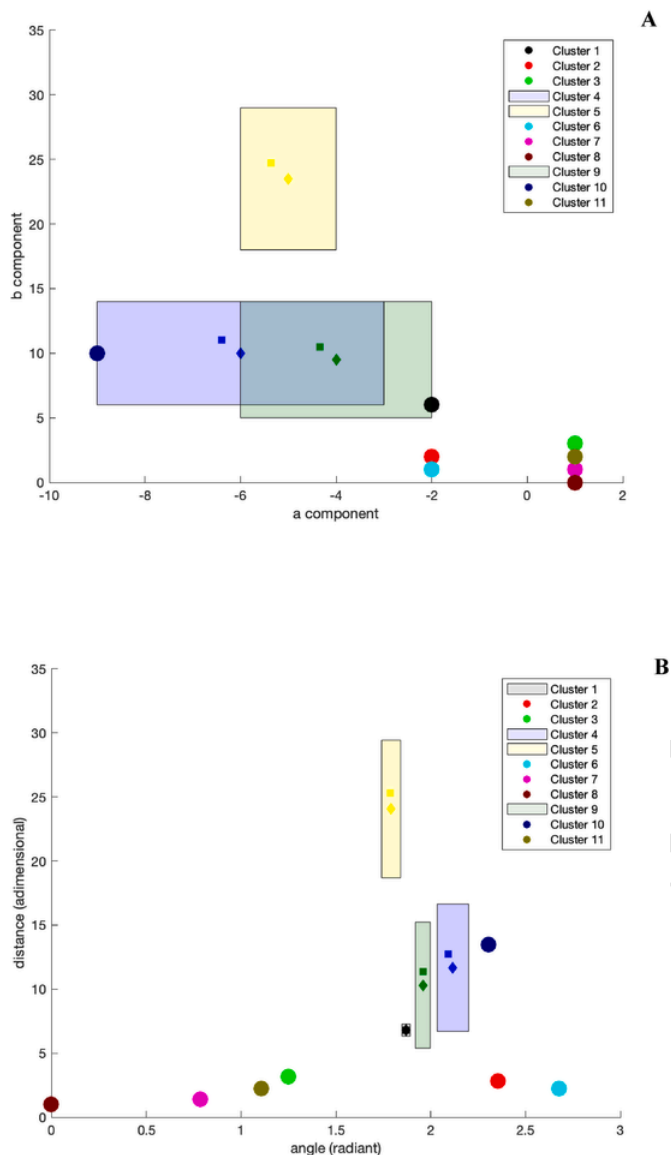 A
35
30
25
20
15
10
5
0
b component
-10 -8 -6 -4 -2 0 2
a component
Cluster 1
Cluster 2
Cluster 3
Cluster 4
Cluster 5
Cluster 6
Cluster 7
Cluster 8
Cluster 9
Cluster 10
Cluster 11
B
35
30
25
20
15
10
5
0
distance (adimensional)
0 0.5 1 1.5 2 2.5 3
angle (radiant)
Cluster 1
Cluster 2
Cluster 3
Cluster 4
Cluster 5
Cluster 6
Cluster 7
Cluster 8
Cluster 9
Cluster 10
Cluster 11